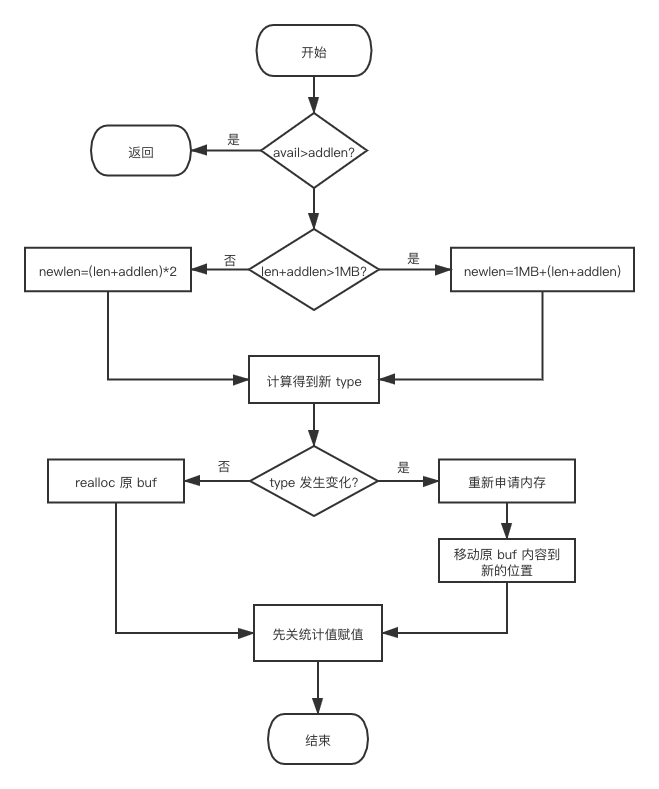 开始
是
返回
avail>addlen?
否
是
newlen=(len+addlen)*2
len+addlen>1MB?
newlen=1MB+(len+addlen)
计算得到新 type
否
是
realloc 原 buf
type 发生变化?
重新申请内存
移动原 buf 内容到
新的位置
先关统计值赋值
结束